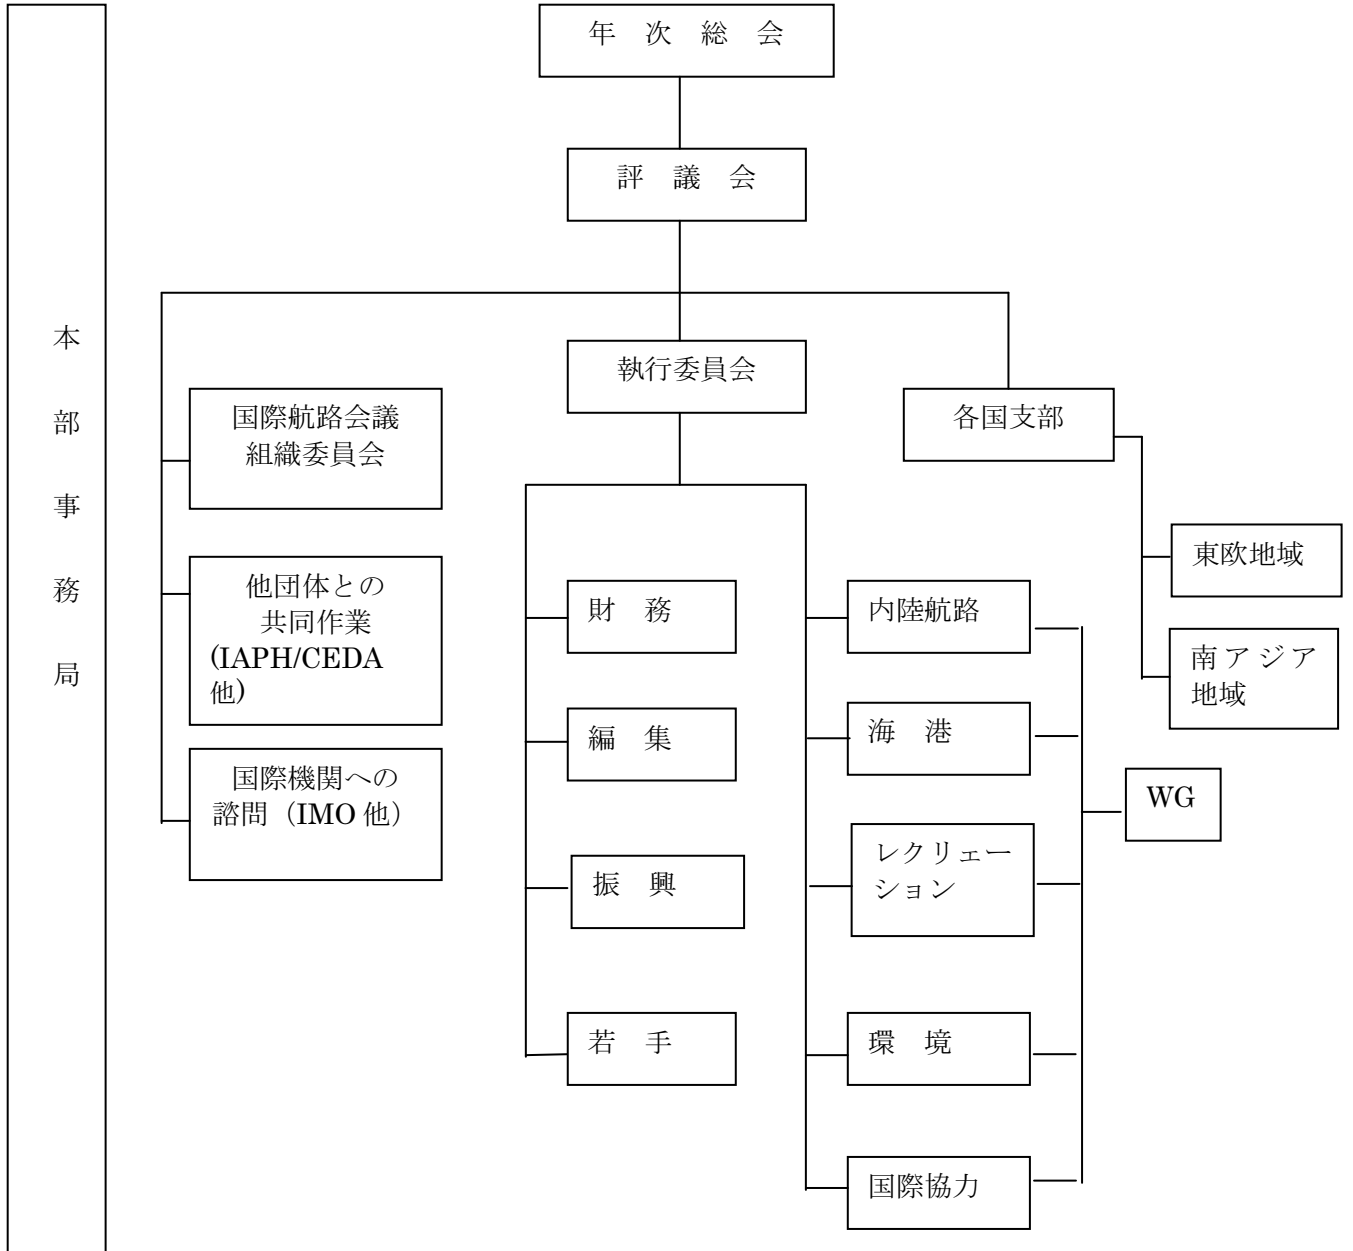 年 次 総 会
評 議 会
本
部
事
務
局
執行委員会
国際航路会議
組織委員会
各国支部
他団体との
共同作業
(IAPH/CEDA
他)
国際機関への
諮問（IMO 他）
東欧地域
南アジア
地域
財 務
編 集
振 興
若 手
内陸航路
海 港
レクリェー
ション
環 境
国際協力
WG